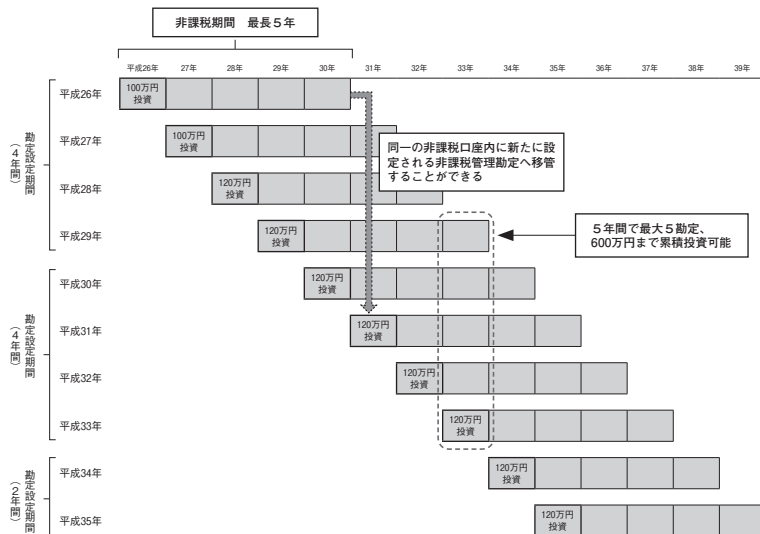 非課税期間　最長５年
平成26年 27年 28年 29年 30年 31年 32年 33年 34年 35年 36年 37年 38年 39年
勘定設定期間
（４年間）
平成26年
100万円
投資
平成27年
100万円
投資
同一の非課税口座内に新たに設
定される非課税管理勘定へ移管
することができる
平成28年
120万円
投資
平成29年
120万円
投資
５年間で最大５勘定、
600万円まで累積投資可能
勘定設定期間
（４年間）
平成30年
120万円
投資
平成31年
120万円
投資
平成32年
120万円
投資
平成33年
120万円
投資
勘定設定期間
（２年間）
平成34年
120万円
投資
平成35年
120万円
投資